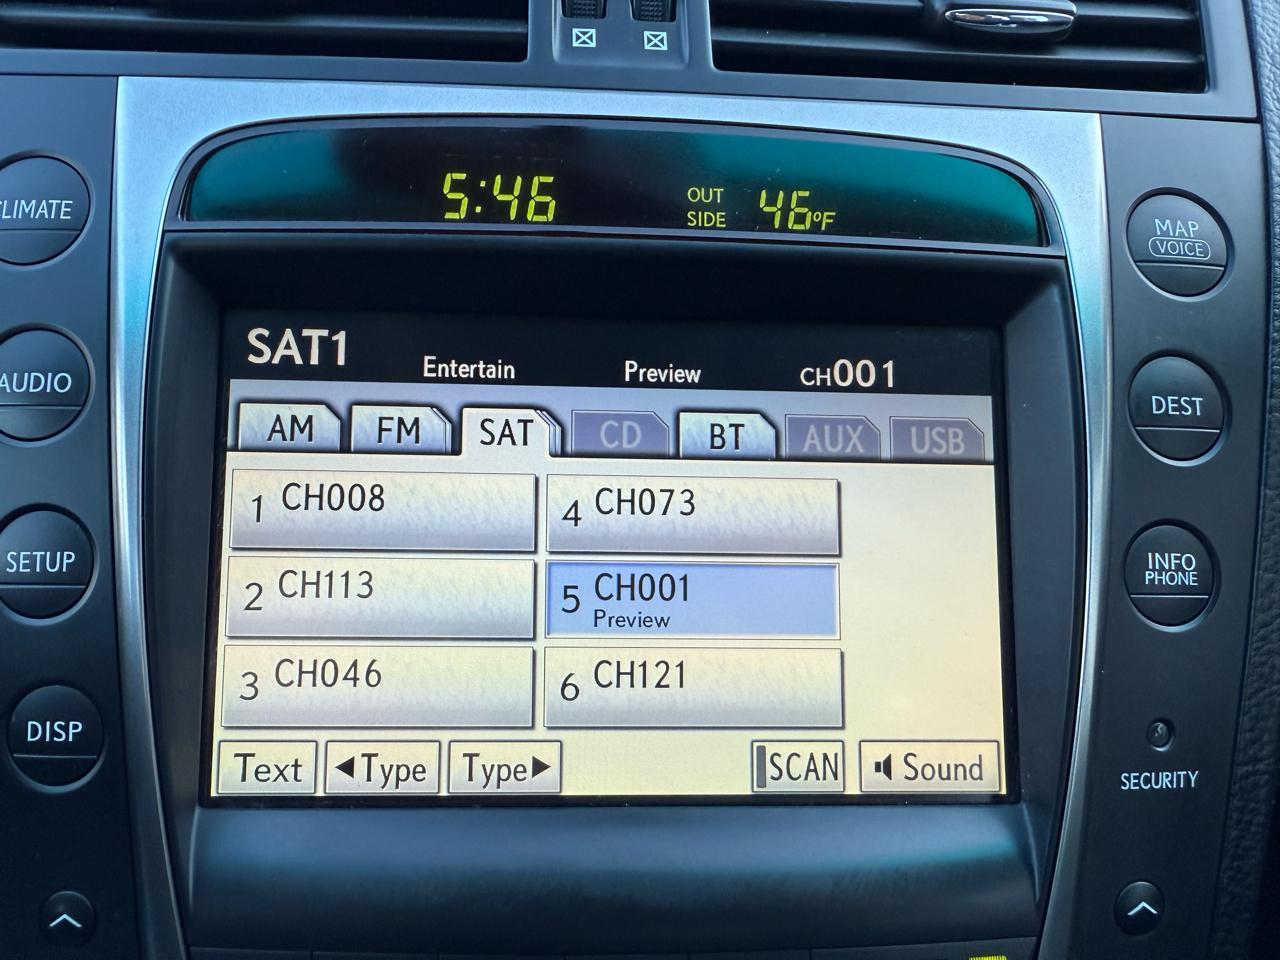 5:46
OUT
SIDE
46°F
CLIMATE
AUDIO
SETUP
DISP
MAP
VOICE
DEST
INFO
PHONE
SECURITY
SAT1
Entertain
Preview
CH001
AM
FM
SAT
CD
BT
AUX
USB
1 CH008
4 CH073
2 CH113
5 CH001
Preview
3 CH046
6 CH121
Text
◀Type
Type▶
SCAN
Sound